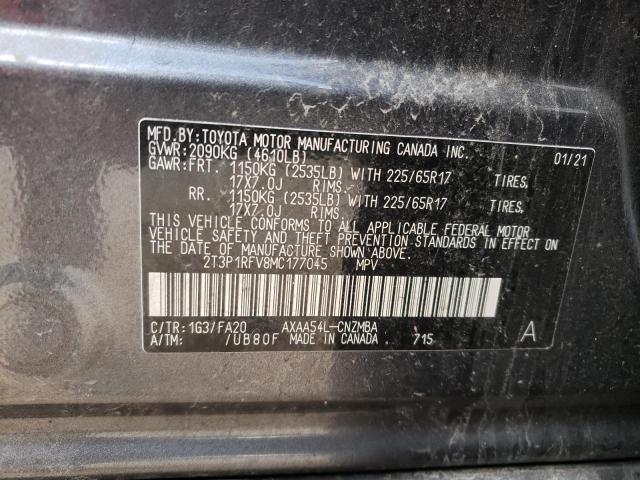 MFD.BY:TOYOTA MOTOR MANUFACTURING CANADA INC. 01/21
GVWR:2090KG (4610LB)
GAWR:FRT. 1150KG (2535LB) WITH 225/65R17 TIRES,
17X7.0J RIMS.
RR. 1150KG (2535LB) WITH 225/65R17 TIRES,
17X7.0J RIMS.
THIS VEHICLE CONFORMS TO ALL APPLICABLE FEDERAL MOTOR
VEHICLE SAFETY AND THEFT PREVENTION STANDARDS IN EFFECT
ON THE DATE OF MANUFACTURE SHOWN ABOVE.
2T3P1RFV8MC177045 MPV
C/TR:1G3/FA20 AXAA54L-CNZMBA A
A/TM: /UB80F MADE IN CANADA. 715